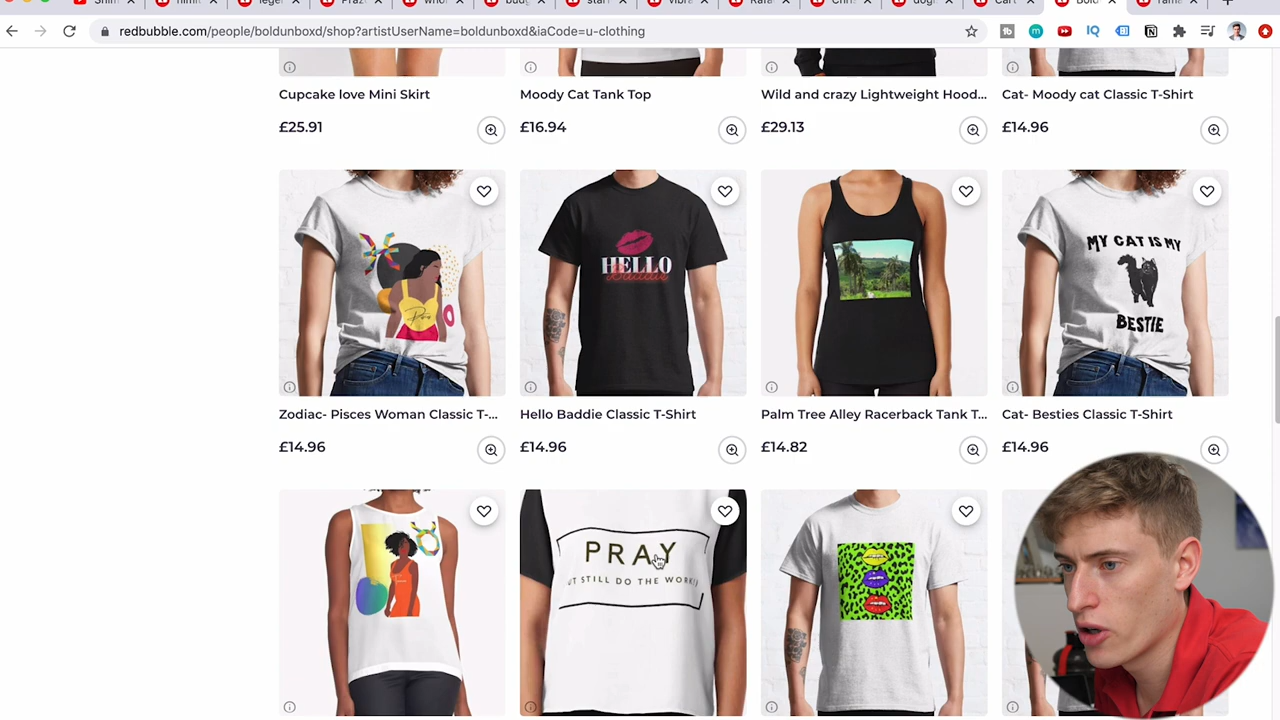 redbubble.com/people/boldunbxd/shop?artistUserName=boldunbxd&iaCode=u-clothing
Cupcake love Mini Skirt
Moody Cat Tank Top
Wild and crazy Lightweight Hood...
Cat- Moody cat Classic T-Shirt
£25.91
£16.94
£29.13
£14.96
HELLO
Baddie
MY CAT IS MY
BESTIE
Zodiac- Pisces Woman Classic T-...
Hello Baddie Classic T-Shirt
Palm Tree Alley Racerback Tank T...
Cat- Besties Classic T-Shirt
£14.96
£14.96
£14.82
£14.96
PRAY
UT STILL DO THE WORK